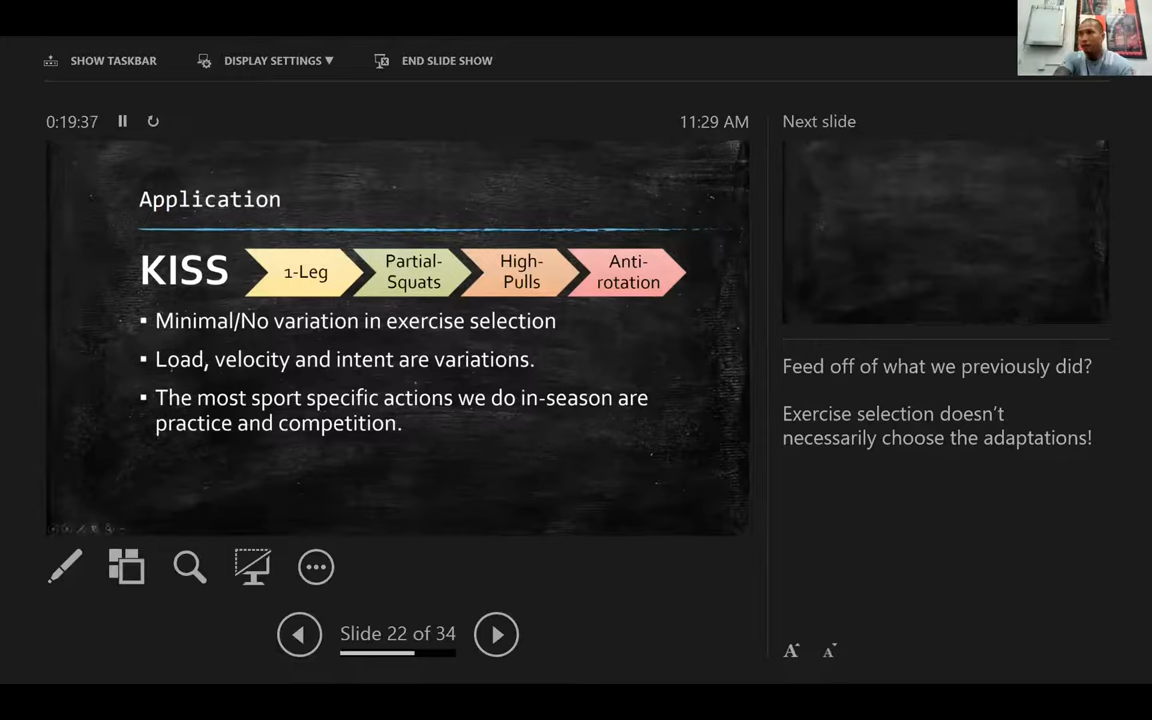 SHOW TASKBAR
DISPLAY SETTINGS ▼
END SLIDE SHOW
0:19:37
11:29 AM
Next slide
Application
KISS
1-Leg
Partial-
Squats
High-
Pulls
Anti-
rotation
▪ Minimal/No variation in exercise selection
▪ Load, velocity and intent are variations.
▪ The most sport specific actions we do in-season are
practice and competition.
Feed off of what we previously did?
Exercise selection doesn't
necessarily choose the adaptations!
Slide 22 of 34
A
A